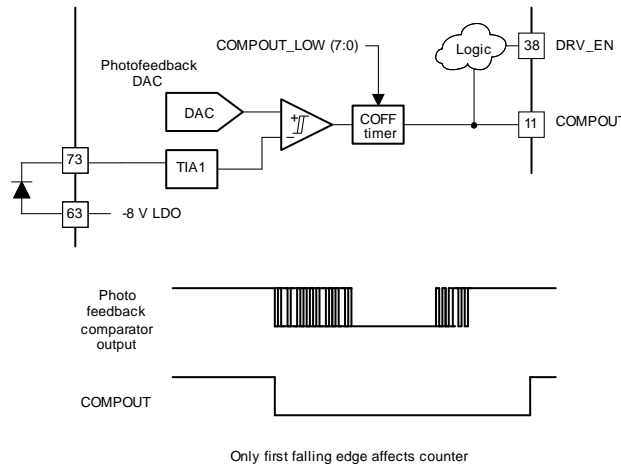 COMPOUT_LOW (7:0)
Logic
38
DRV_EN
Photofeedback
DAC
DAC
+
−
COFF
timer
11
COMPOUT
73
TIA1
63
-8 V LDO
Photo
feedback
comparator
output
COMPOUT
Only first falling edge affects counter